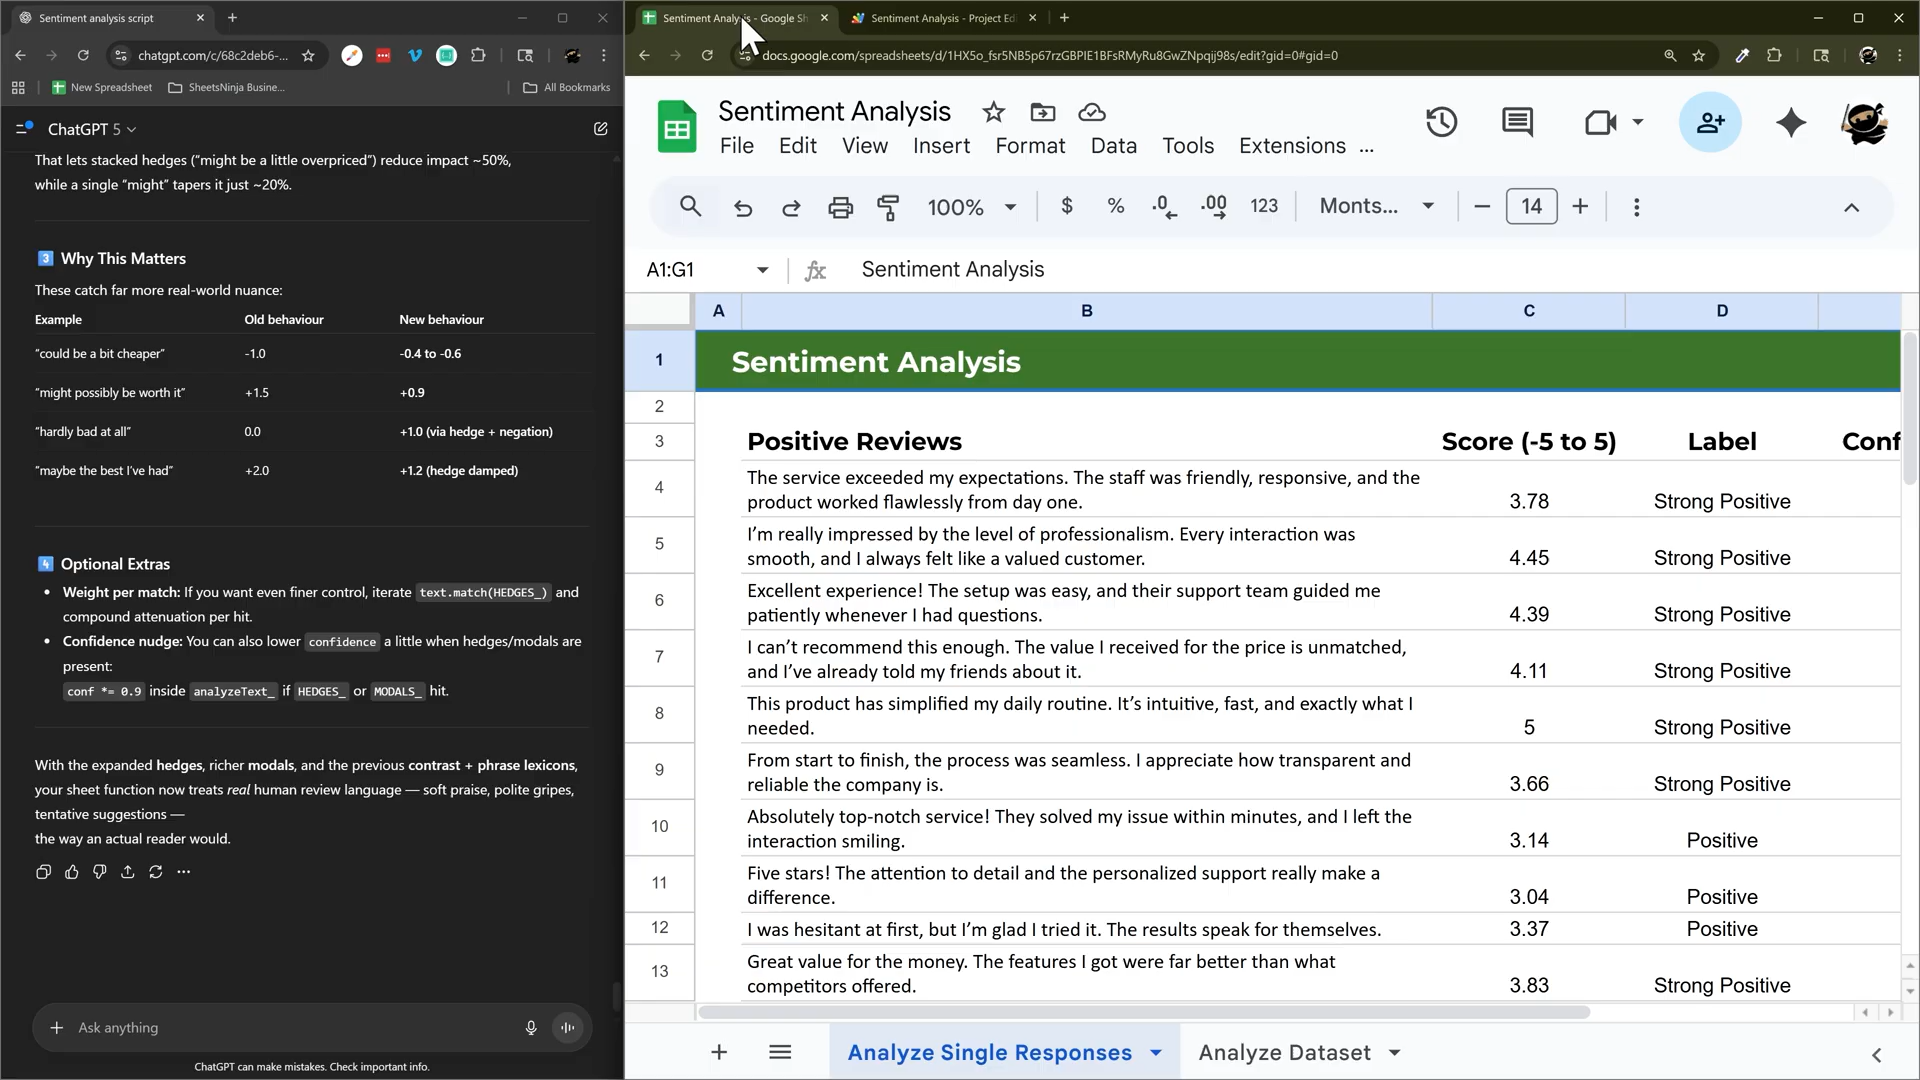 Sentiment analysis script
chatgpt.com/c/68c2deb6-...
New Spreadsheet
SheetsNinja Busine...
All Bookmarks
ChatGPT 5
That lets stacked hedges (“might be a little overpriced”) reduce impact ~50%,
while a single “might” tapers it just ~20%.
3 Why This Matters
These catch far more real-world nuance:
Example Old behaviour New behaviour
“could be a bit cheaper” -1.0 -0.4 to -0.6
“might possibly be worth it” +1.5 +0.9
“hardly bad at all” 0.0 +1.0 (via hedge + negation)
“maybe the best I’ve had” +2.0 +1.2 (hedge damped)
4 Optional Extras
• Weight per match: If you want even finer control, iterate text.match(HEDGES_) and
compound attenuation per hit.
• Confidence nudge: You can also lower confidence a little when hedges/modals are
present:
conf *= 0.9 inside analyzeText_ if HEDGES_ or MODALS_ hit.
With the expanded hedges, richer modals, and the previous contrast + phrase lexicons,
your sheet function now treats real human review language — soft praise, polite gripes,
tentative suggestions —
the way an actual reader would.
Ask anything
ChatGPT can make mistakes. Check important info.
Sentiment Analysis - Google Sh
Sentiment Analysis - Project Edi
docs.google.com/spreadsheets/d/1HX5o_fsr5NB5p67rzGBPIE1BFsRMyRu8GwZNpqij98s/edit?gid=0#gid=0
Sentiment Analysis
File Edit View Insert Format Data Tools Extensions ...
100% $ % .0 .00 123 Monts... 14
A1:G1 fx Sentiment Analysis
A B C D
1 Sentiment Analysis
2
3 Positive Reviews Score (-5 to 5) Label Conf
4 The service exceeded my expectations. The staff was friendly, responsive, and the
product worked flawlessly from day one. 3.78 Strong Positive
5 I’m really impressed by the level of professionalism. Every interaction was
smooth, and I always felt like a valued customer. 4.45 Strong Positive
6 Excellent experience! The setup was easy, and their support team guided me
patiently whenever I had questions. 4.39 Strong Positive
7 I can’t recommend this enough. The value I received for the price is unmatched,
and I’ve already told my friends about it. 4.11 Strong Positive
8 This product has simplified my daily routine. It’s intuitive, fast, and exactly what I
needed. 5 Strong Positive
9 From start to finish, the process was seamless. I appreciate how transparent and
reliable the company is. 3.66 Strong Positive
10 Absolutely top-notch service! They solved my issue within minutes, and I left the
interaction smiling. 3.14 Positive
11 Five stars! The attention to detail and the personalized support really make a
difference. 3.04 Positive
12 I was hesitant at first, but I’m glad I tried it. The results speak for themselves. 3.37 Positive
13 Great value for the money. The features I got were far better than what
competitors offered. 3.83 Strong Positive
Analyze Single Responses Analyze Dataset